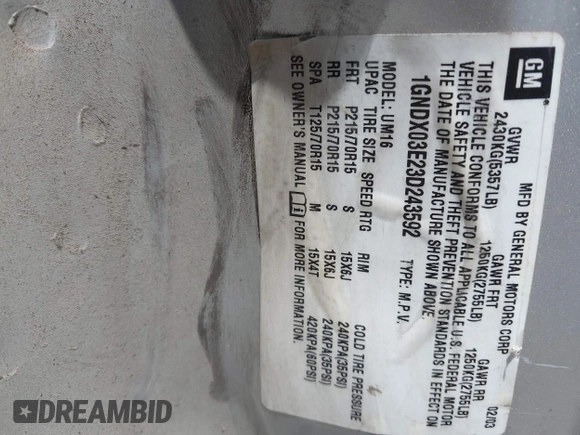 GM
MFD BY GENERAL MOTORS CORP 02/03
GVWR GAWR FRT GAWR RR
2430KG(5357LB) 1250KG(2755LB) 1250KG(2755LB)
THIS VEHICLE CONFORMS TO ALL APPLICABLE U.S. FEDERAL MOTOR
VEHICLE SAFETY AND THEFT PREVENTION STANDARDS IN EFFECT ON
THE DATE OF MANUFACTURE SHOWN ABOVE.
1GNDX03E23D243592 TYPE: M.P.V.
MODEL: UM16
UPAC TIRE SIZE SPEED RTG RIM COLD TIRE PRESSURE
FRT P215/70R15 S 15X6J 240KPA(35PSI)
RR P215/70R15 S 15X6J 240KPA(35PSI)
SPA T125/70R15 M 15X4T 420KPA(60PSI)
SEE OWNER'S MANUAL FOR MORE INFORMATION.
DREAMBID